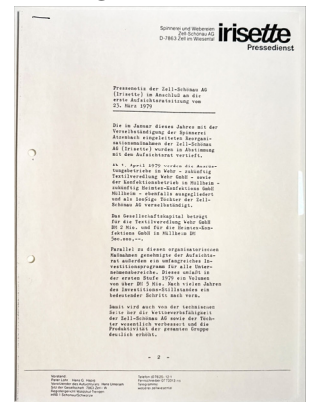 Spinnerei und Webereien
Zell-Schönau AG
D-7863 Zell im Wiesental
irisette
Pressedienst
Pressenotiz der Zell-Schönau AG
(Irisette) im Anschluß an die
erste Aufsichtsratsitzung vom
23. März 1979
Die im Januar dieses Jahres mit der
Verselbständigung der Spinnerei
Atzenbach eingeleiteten Reorgani-
sationsmaßnahmen der Zell-Schönau
AG (Irisette) wurden in Abstimmung
mit dem Aufsichtsrat vertieft.
April 1979 werden die
tungsbetriebe in Wehr - zukünftig
Textilveredlung Wehr GmbH - sowie
der Konfektionsbetrieb in Müllheim -
zukünftig Heimtex-Konfektions GmbH
Müllheim - ebenfalls ausgegliedert
und als 100%ige Töchter der Zell-
Schönau AG verselbständigt.
Das Gesellschaftskapital beträgt
für die Textilveredlung Wehr GmbH
DM 2 Mio. und für die Heimtex-Kon-
fektions GmbH in Müllheim DM
500.000,--.
Parallel zu diesen organisatorischen
Maßnahmen genehmigte der Aufsichts-
rat außerdem ein umfangreiches In-
vestitionsprogramm für alle Unter-
nehmensbereiche. Dieses umfaßt in
der ersten Stufe 1979 ein Volumen
von über DM 5 Mio. Nach vielen Jahren
des Investitions-Stillstandes ein
bedeutender Schritt nach vorn.
Damit wird auch von der technischen
Seite her die Wettbewerbsfähigkeit
der Zell-Schönau AG sowie der Töch-
ter wesentlich verbessert und die
Produktivität der gesamten Gruppe
deutlich erhöht.
- 2 -
Vorstand: